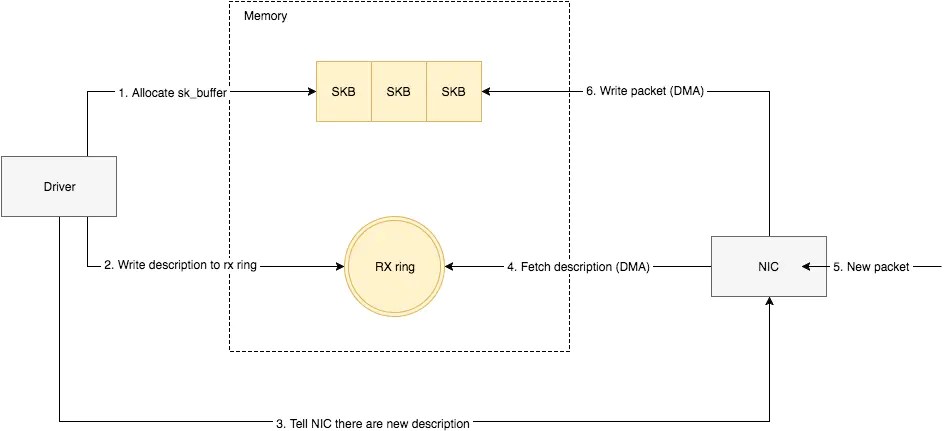 Memory
SKB SKB SKB
1. Allocate sk_buffer
6. Write packet (DMA)
Driver
2. Write description to rx ring
RX ring
4. Fetch description (DMA)
NIC
5. New packet
3. Tell NIC there are new description